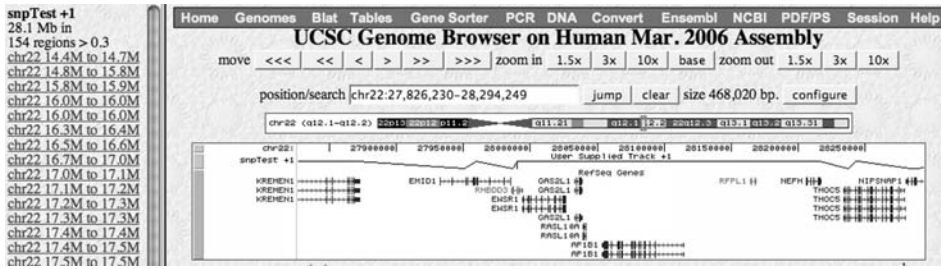 snpTest +1
28.1 Mb in
154 regions > 0.3
chr22 14.4M to 14.7M
chr22 14.8M to 15.8M
chr22 15.8M to 15.9M
chr22 16.0M to 16.0M
chr22 16.0M to 16.0M
chr22 16.3M to 16.4M
chr22 16.5M to 16.6M
chr22 16.7M to 17.0M
chr22 17.0M to 17.1M
chr22 17.1M to 17.2M
chr22 17.2M to 17.3M
chr22 17.3M to 17.3M
chr22 17.4M to 17.4M
chr22 17.4M to 17.5M
chr22 17.5M to 17.5M
Home Genomes Blat Tables Gene Sorter PCR DNA Convert Ensembl NCBI PDF/PS Session Help
UCSC Genome Browser on Human Mar. 2006 Assembly
move <<< << < > >> >>> zoom in 1.5x 3x 10x base zoom out 1.5x 3x 10x
position/search chr22:27,826,230-28,294,249 jump clear size 468,020 bp. configure
chr22 (q12.1-q12.2) 22p13 22p12 p11.2 q11.21 q12.1 12.2 22q12.3 q13.1 q13.2 q13.31
chr22: 27900000 27950000 28000000 28050000 28100000 28150000 28200000 28250000
snpTest +1 User Supplied Track +1
RefSeq Genes
KREMEN1 EMID1 GAS2L1 RFPL1 NEFH NIPSNAP1
KREMEN1 RHBDD3 GAS2L1 THOC5
KREMEN1 EWSR1 THOC5
EWSR1 THOC5
GAS2L1
RASL10A
RASL10A
AP1B1
AP1B1